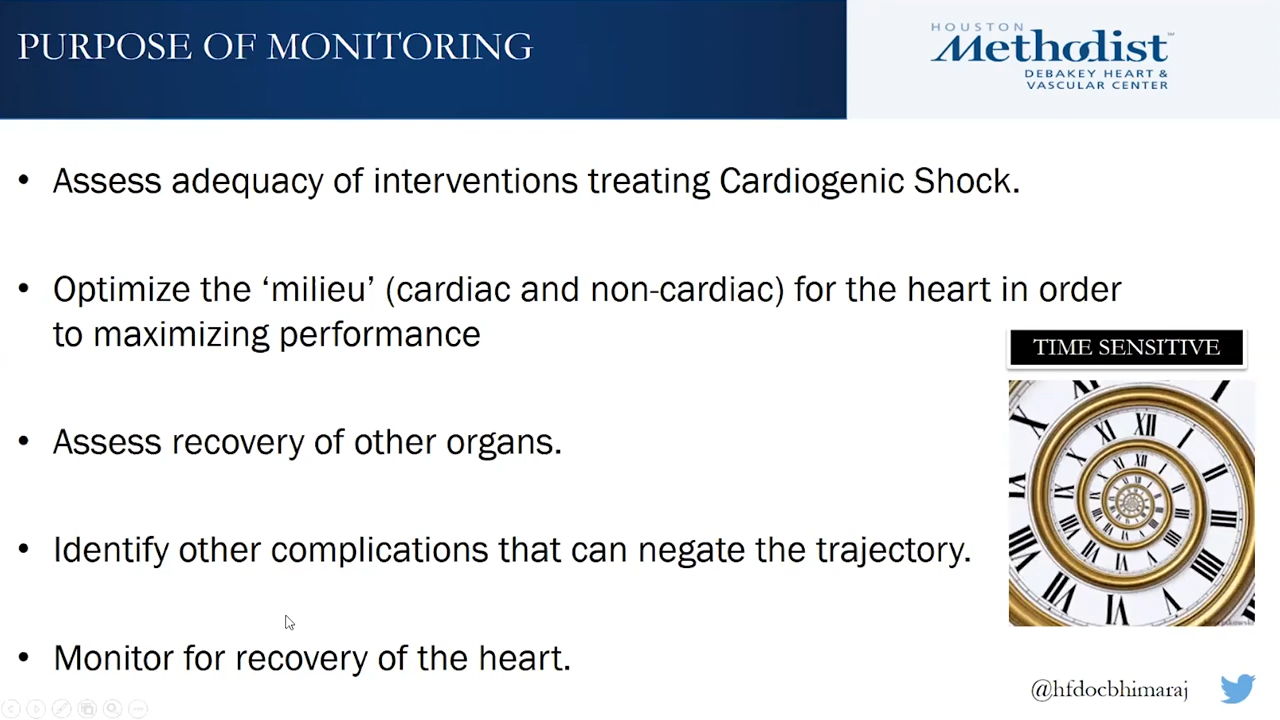 PURPOSE OF MONITORING
HOUSTON
Methodist
DEBAKEY HEART &
VASCULAR CENTER
• Assess adequacy of interventions treating Cardiogenic Shock.
• Optimize the ‘milieu’ (cardiac and non-cardiac) for the heart in order
to maximizing performance
TIME SENSITIVE
• Assess recovery of other organs.
• Identify other complications that can negate the trajectory.
• Monitor for recovery of the heart.
@hfdocbhimaraj